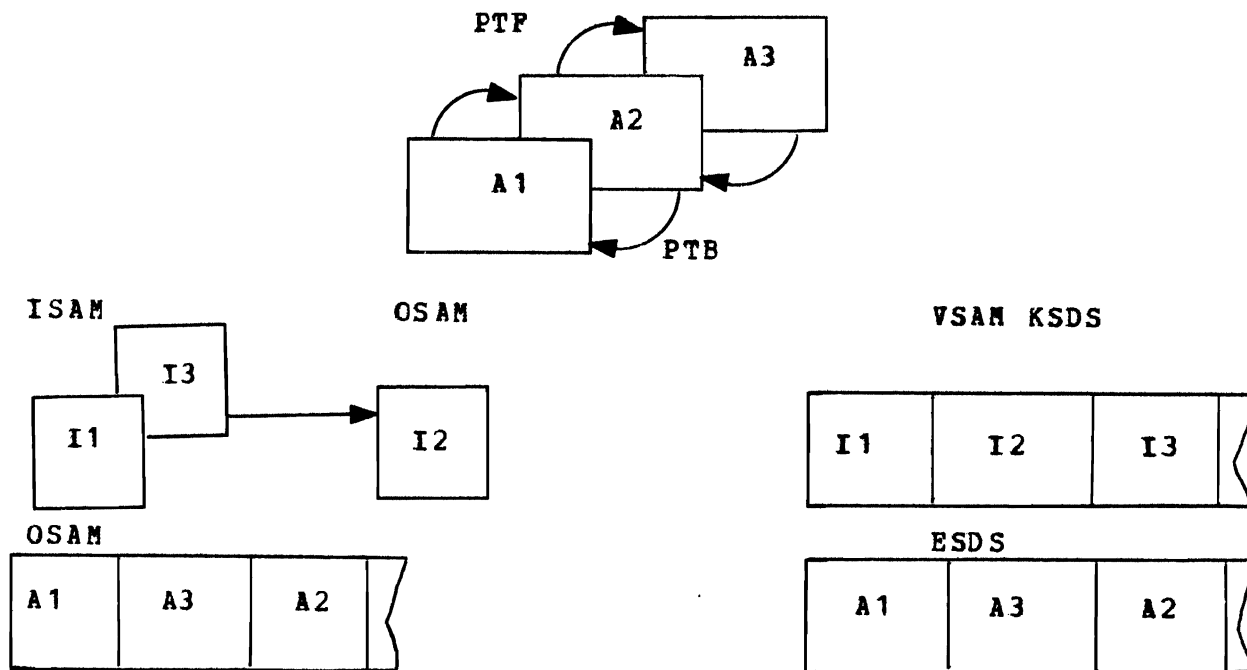 PTF
A3
A2
A1
PTB
ISAM
OSAM
VSAM KSDS
I3
I1
I2
I1 I2 I3
OSAM
ESDS
A1 A3 A2
A1 A3 A2